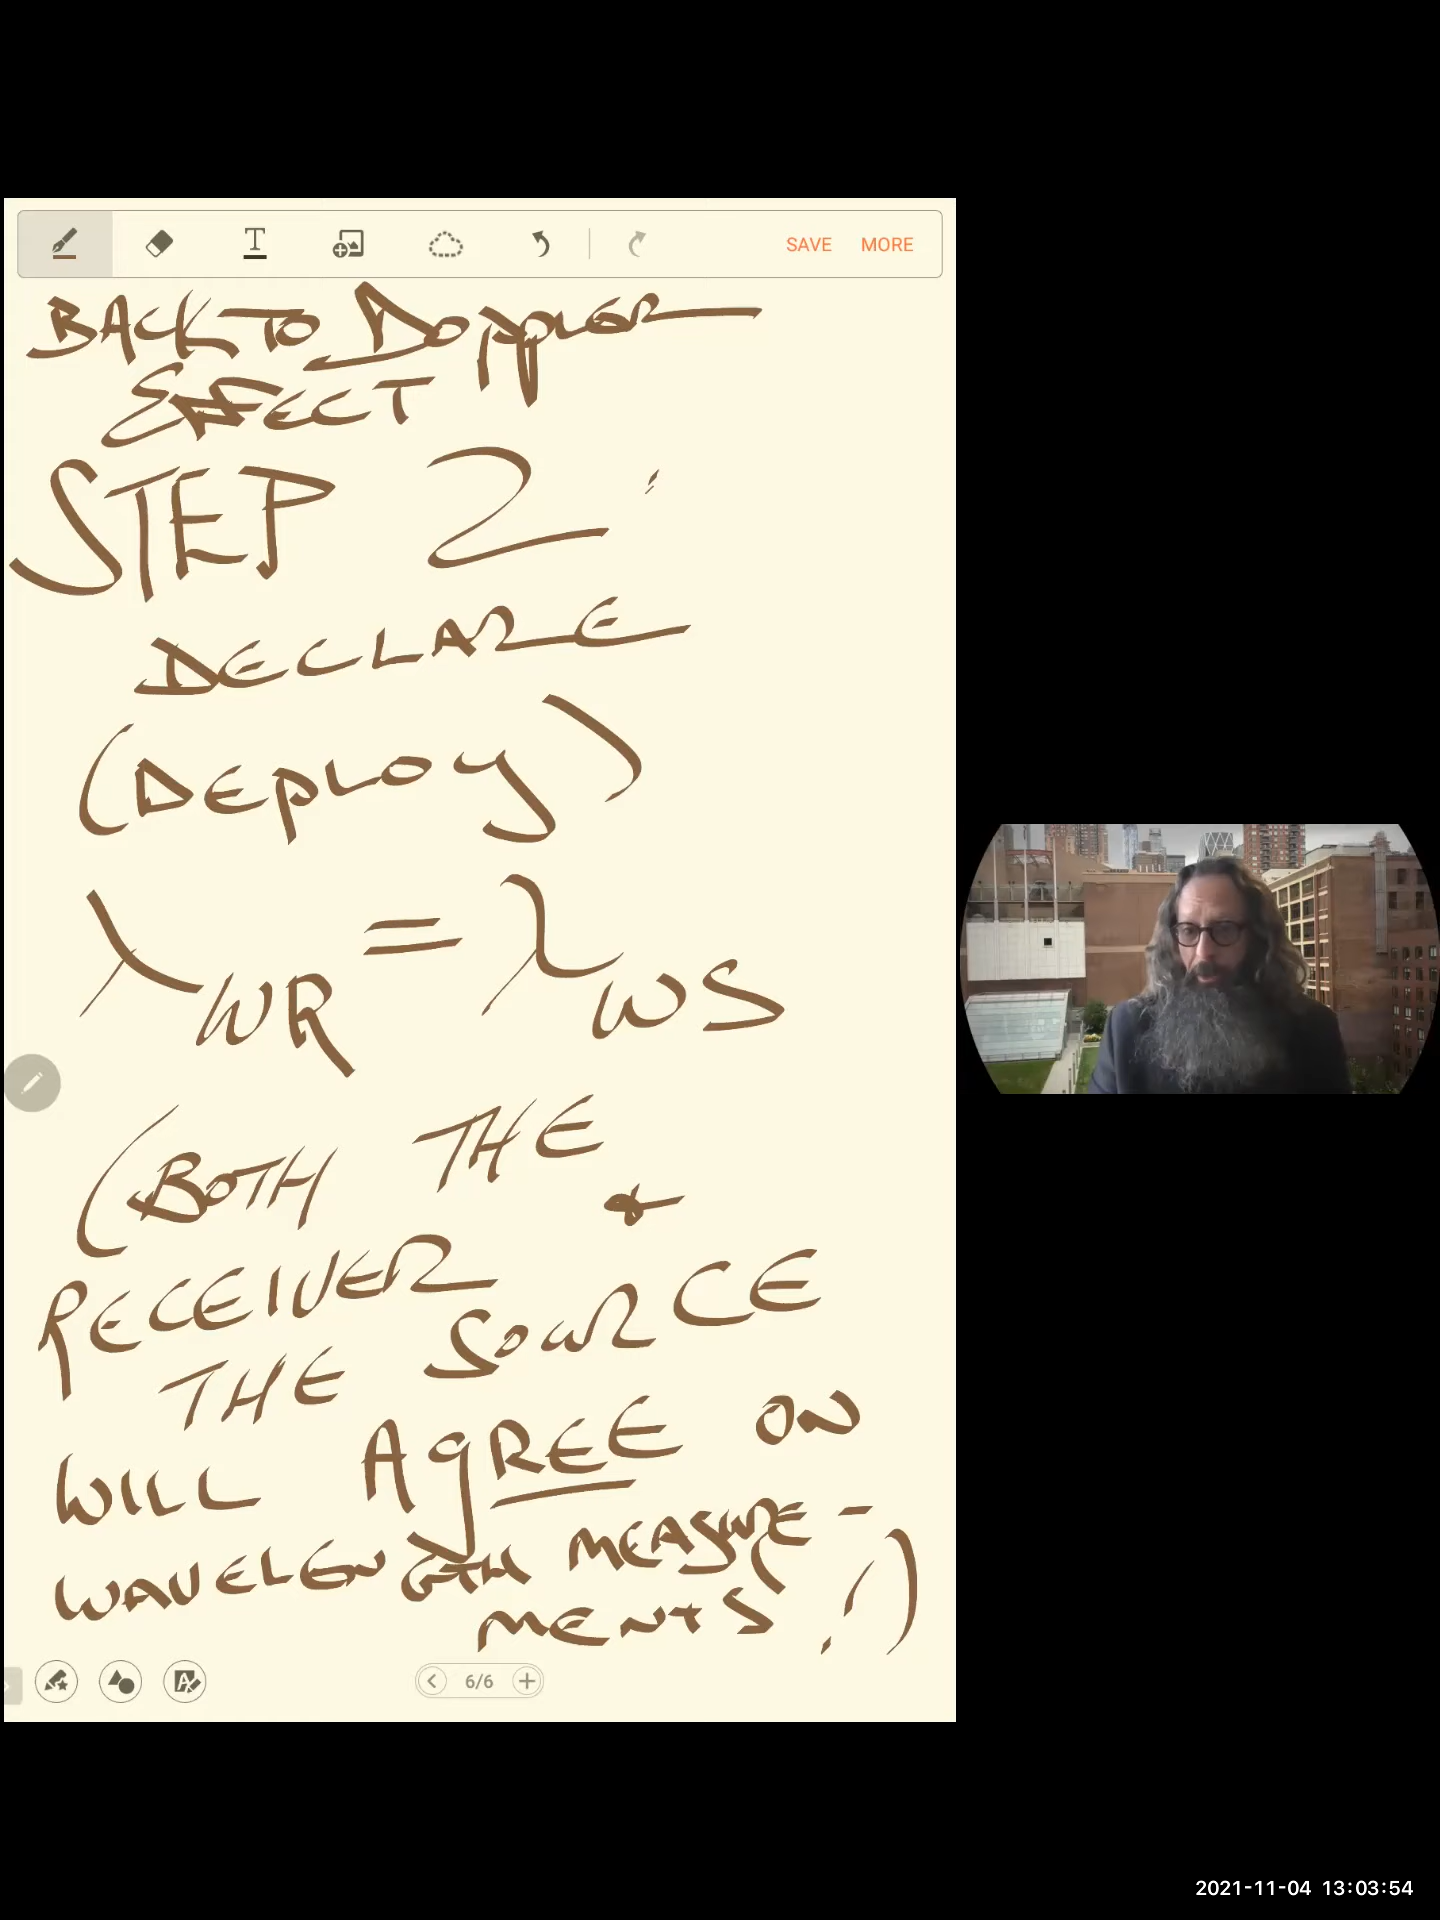 T
SAVE MORE
BACK TO DOPPLER
EFFECT
STEP 2:
DECLARE
(DEPLOY)
λWR = λWS
(BOTH THE
RECEIVER &
THE SOURCE
WILL AGREE ON
WAVELENGTH MEASURE-
MENTS!)
A
6/6
2021-11-04 13:03:54